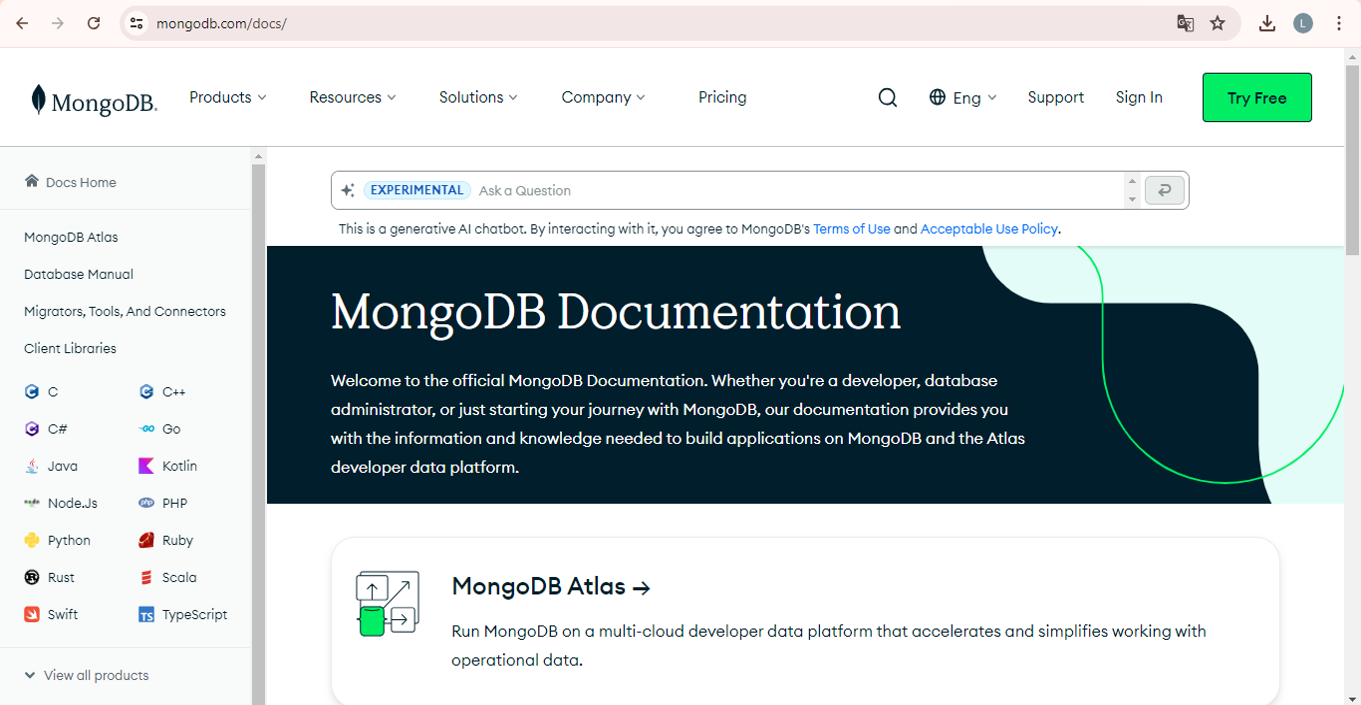 mongodb.com/docs/
L
MongoDB®
Products
Resources
Solutions
Company
Pricing
Eng
Support
Sign In
Try Free
Docs Home
MongoDB Atlas
Database Manual
Migrators, Tools, And Connectors
Client Libraries
C
C++
C#
Go
Java
Kotlin
Node.Js
PHP
Python
Ruby
Rust
Scala
Swift
TS TypeScript
View all products
EXPERIMENTAL Ask a Question
This is a generative AI chatbot. By interacting with it, you agree to MongoDB's Terms of Use and Acceptable Use Policy.
MongoDB Documentation
Welcome to the official MongoDB Documentation. Whether you're a developer, database
administrator, or just starting your journey with MongoDB, our documentation provides you
with the information and knowledge needed to build applications on MongoDB and the Atlas
developer data platform.
MongoDB Atlas →
Run MongoDB on a multi-cloud developer data platform that accelerates and simplifies working with
operational data.